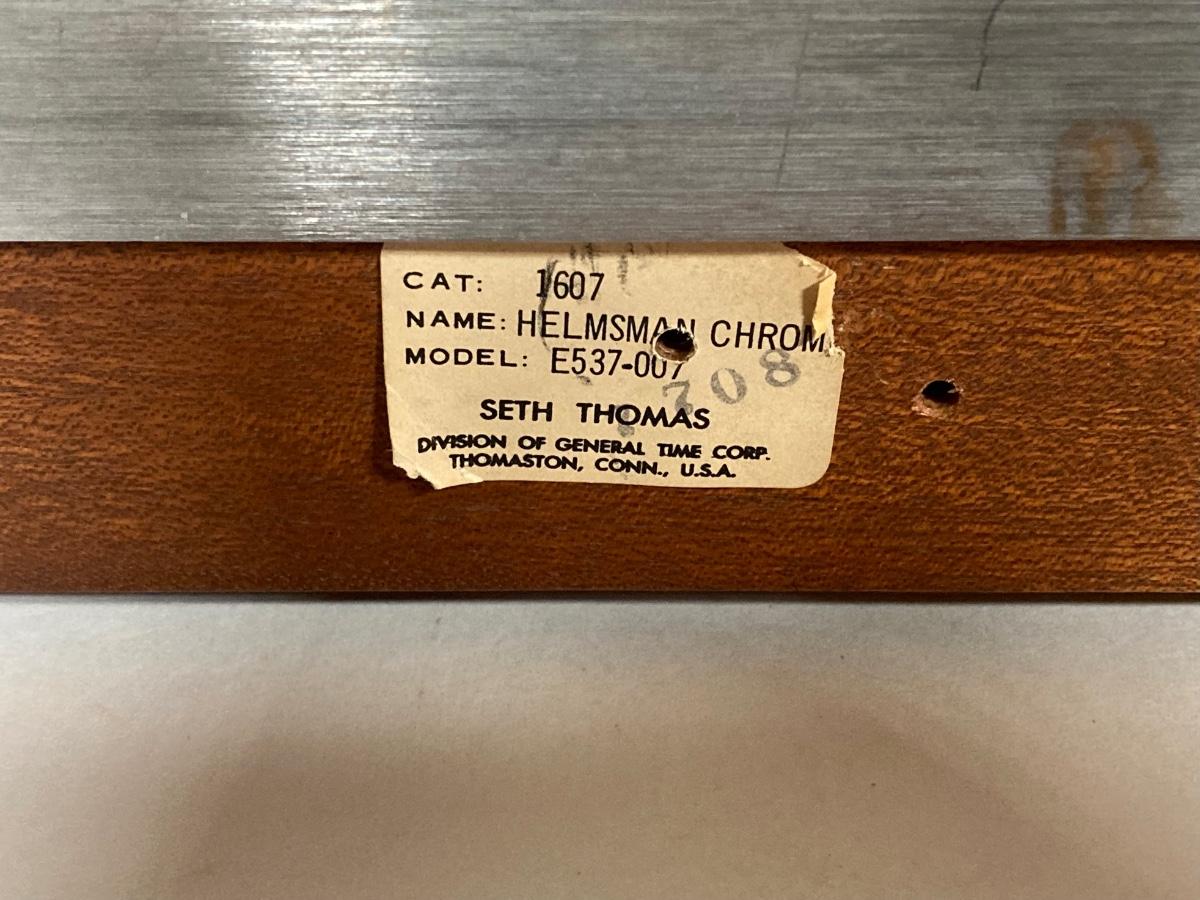 CAT: 1607
NAME: HELMSMAN CHROM
MODEL: E537-007
708
SETH THOMAS
DIVISION OF GENERAL TIME CORP.
THOMASTON, CONN., U.S.A.